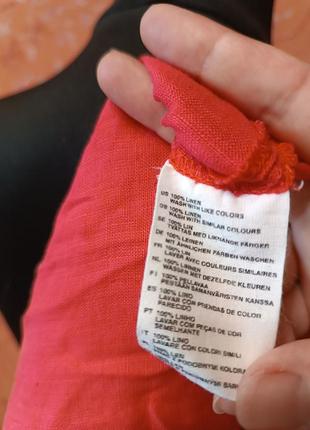 US 100% LINEN
WASH WITH LIKE COLORS
GB 100% LINEN
WASH WITH SIMILAR COLOURS
SE 100% LIN
TVÄTTAS MED LIKNANDE FÄRGER
DE 100% LEINEN
MIT ÄHNLICHEN FARBEN WASCHEN
FR 100% LIN
LAVER AVEC COULEURS SIMILAIRES
NL 100% LINNEN
WASSEN MET DEZELFDE KLEUREN
FI 100% PELLAVAA
PESTÄÄN SAMANVÄRISTEN KANSSA
ES 100% LINO
LAVAR CON PRENDAS DE COLOR
PARECIDO
PT 100% LINHO
LAVAR COM PEÇAS DE COR
SEMELHANTE
IT 100% LINO
LAVARE CON COLORI SIMILI
100% LEN